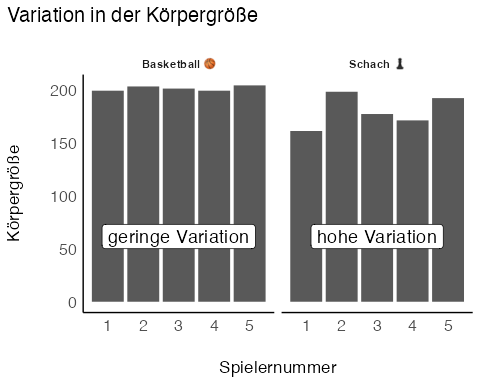 Variation in der Körpergröße
Basketball 🏀
Schach ♟
Körpergröße
200
150
100
50
0
geringe Variation
hohe Variation
1 2 3 4 5
1 2 3 4 5
Spielernummer